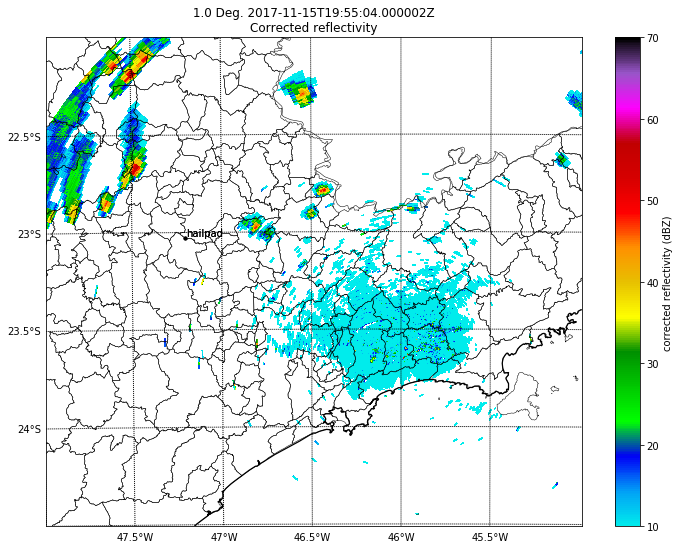 1.0 Deg. 2017-11-15T19:55:04.000002Z
Corrected reflectivity
22.5°S
23°S
23.5°S
24°S
hailpad
47.5°W
47°W
46.5°W
46°W
45.5°W
70
60
50
40
30
20
10
corrected reflectivity (dBZ)